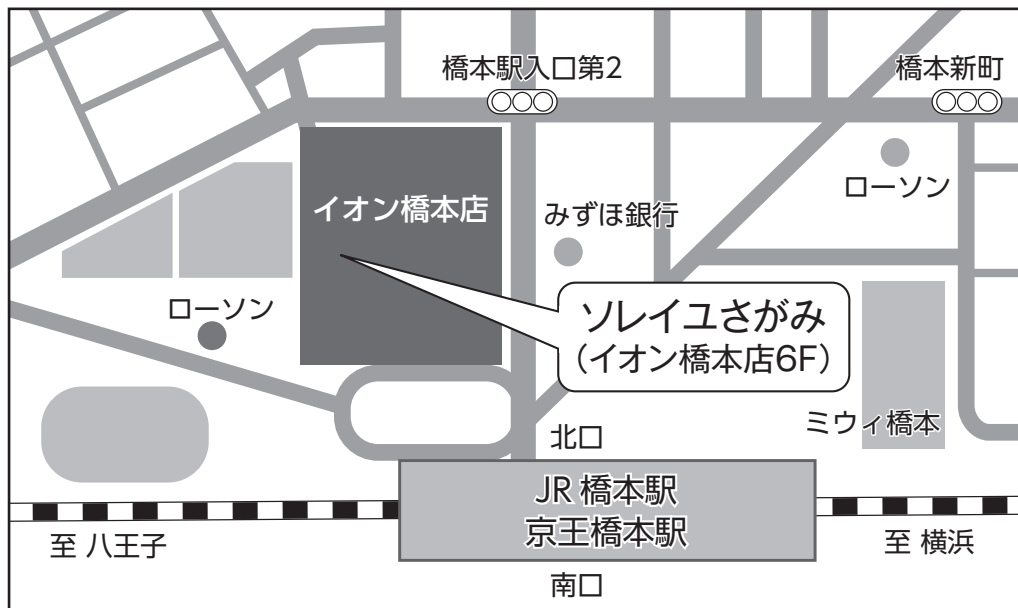 橋本駅入口第2
橋本新町
ローソン
イオン橋本店
みずほ銀行
ローソン
ソレイユさがみ
（イオン橋本店6F）
ミウィ橋本
北口
JR 橋本駅
京王橋本駅
至 八王子
至 横浜
南口